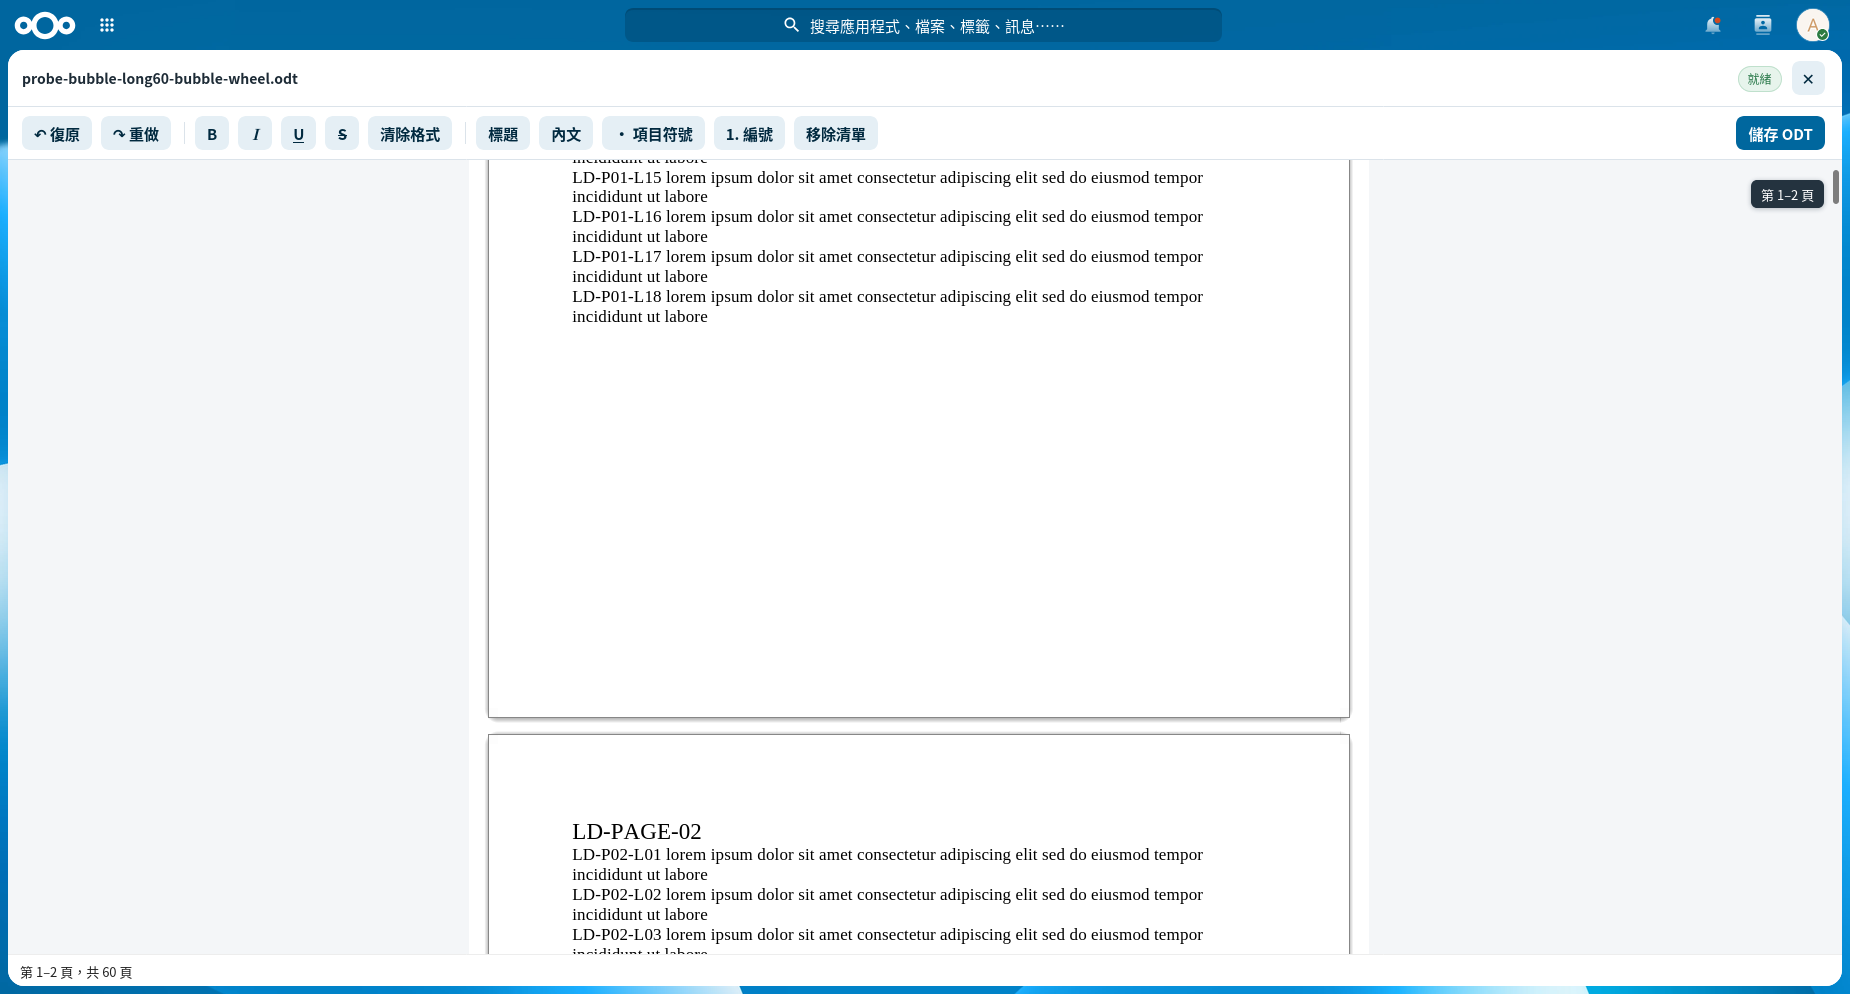 搜尋應用程式、檔案、標籤、訊息……
A
probe-bubble-long60-bubble-wheel.odt
就緒
↶ 復原 ↷ 重做 B I U S 清除格式 標題 內文 • 項目符號 1. 編號 移除清單 儲存 ODT
incididunt ut labore
LD-P01-L15 lorem ipsum dolor sit amet consectetur adipiscing elit sed do eiusmod tempor
incididunt ut labore
LD-P01-L16 lorem ipsum dolor sit amet consectetur adipiscing elit sed do eiusmod tempor
incididunt ut labore
LD-P01-L17 lorem ipsum dolor sit amet consectetur adipiscing elit sed do eiusmod tempor
incididunt ut labore
LD-P01-L18 lorem ipsum dolor sit amet consectetur adipiscing elit sed do eiusmod tempor
incididunt ut labore
第 1–2 頁
LD-PAGE-02
LD-P02-L01 lorem ipsum dolor sit amet consectetur adipiscing elit sed do eiusmod tempor
incididunt ut labore
LD-P02-L02 lorem ipsum dolor sit amet consectetur adipiscing elit sed do eiusmod tempor
incididunt ut labore
LD-P02-L03 lorem ipsum dolor sit amet consectetur adipiscing elit sed do eiusmod tempor
incididunt ut labore
第 1–2 頁，共 60 頁